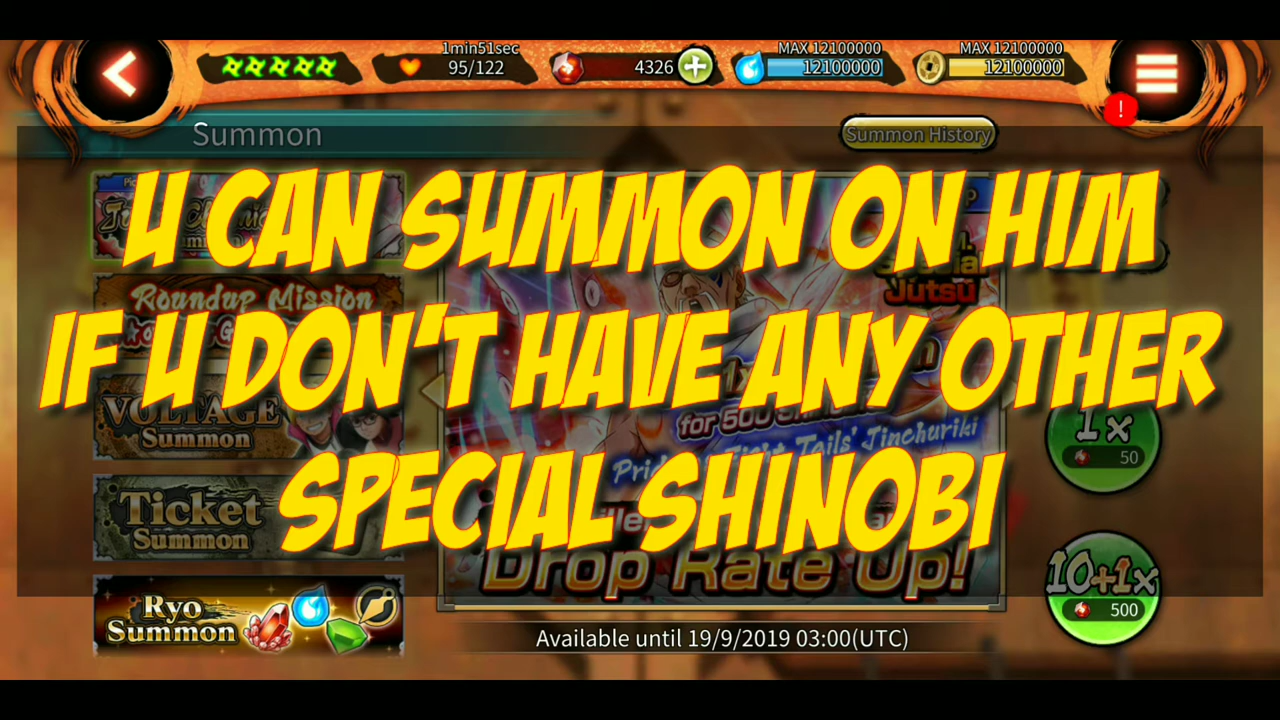 1min51sec
95/122
4326
MAX 12100000
12100000
MAX 12100000
12100000
!
Summon
Summon History
U CAN SUMMON ON HIM
IF U DON'T HAVE ANY OTHER
SPECIAL SHINOBI
Roundup Mission
VOLTAGE
Summon
Ticket
Summon
Ryo
Summon
Jutsu
for 500
Tails' Jinchuriki
Drop Rate Up!
Available until 19/9/2019 03:00(UTC)
1x
50
10+1x
500